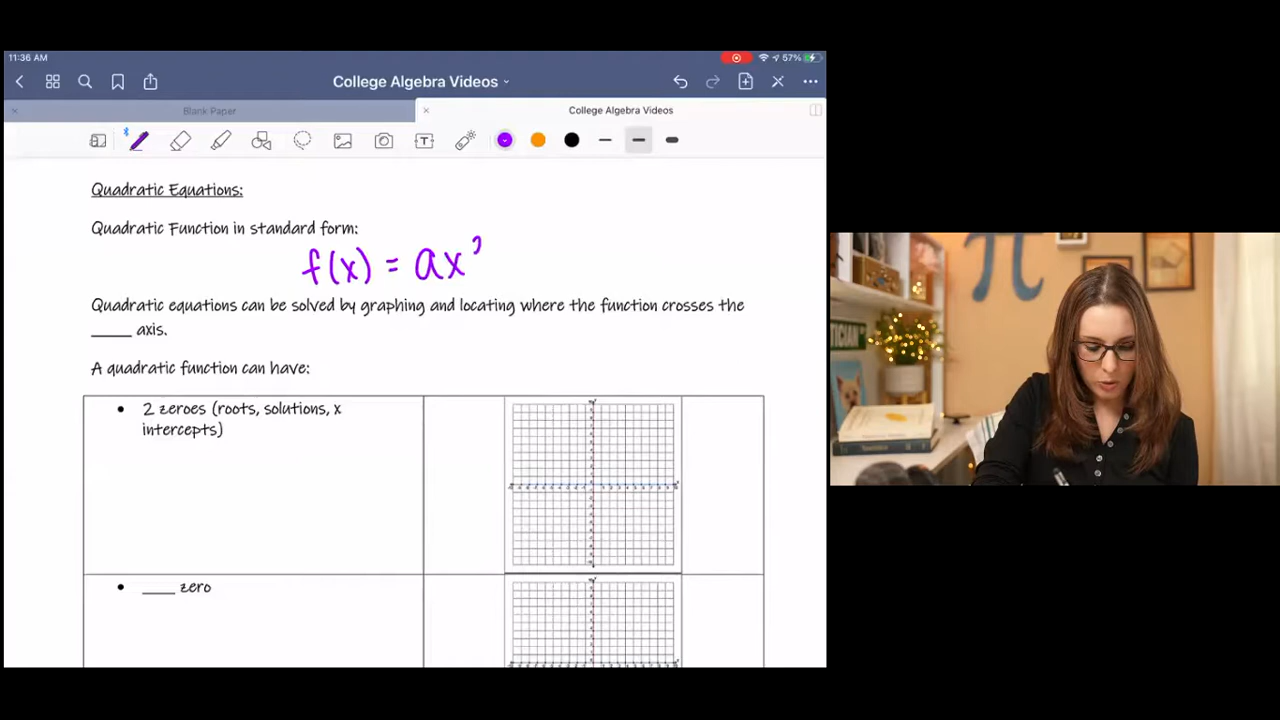 11:36 AM
57%
College Algebra Videos
Blank Paper
College Algebra Videos
T
Quadratic Equations:
Quadratic Function in standard form:
f(x) = ax²
Quadratic equations can be solved by graphing and locating where the function crosses the
_____ axis.
A quadratic function can have:
• 2 zeroes (roots, solutions, x
intercepts)
• ____ zero
TICIAN
π